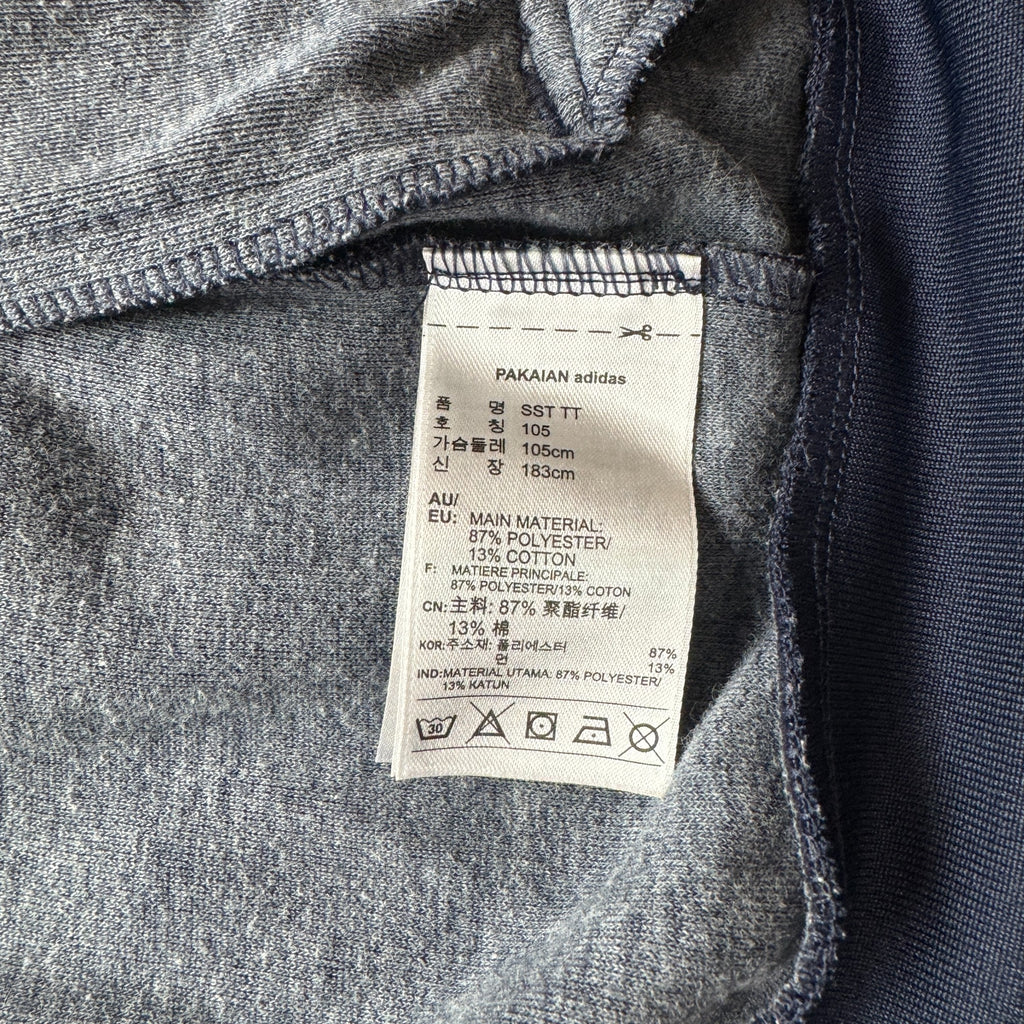 PAKAIAN adidas
품 명 SST TT
호 칭 105
가슴둘레 105cm
신 장 183cm
AU/
EU: MAIN MATERIAL:
87% POLYESTER/
13% COTTON
F: MATIERE PRINCIPALE:
87% POLYESTER/13% COTON
CN: 主料: 87% 聚酯纤维/
13% 棉
KOR: 주소재: 폴리에스터 87%
면 13%
IND: MATERIAL UTAMA: 87% POLYESTER/
13% KATUN
30